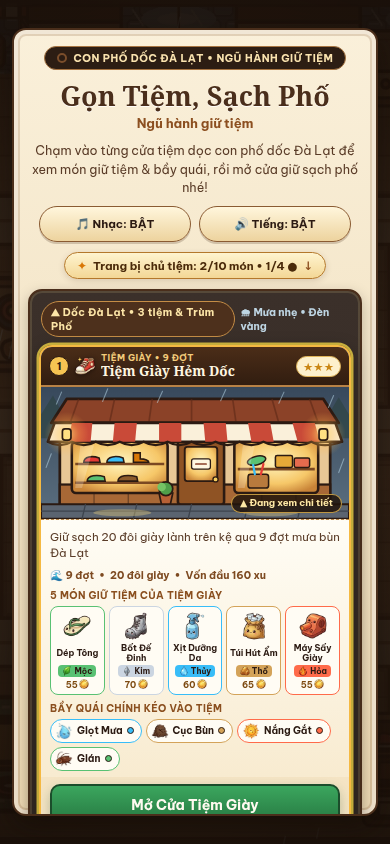 CON PHỐ DỐC ĐÀ LẠT • NGŨ HÀNH GIỮ TIỆM
Gọn Tiệm, Sạch Phố
Ngũ hành giữ tiệm
Chạm vào từng cửa tiệm dọc con phố dốc Đà Lạt để
xem món giữ tiệm & bầy quái, rồi mở cửa giữ sạch phố
nhé!
🎵 Nhạc: BẬT
🔊 Tiếng: BẬT
✦ Trang bị chủ tiệm: 2/10 món • 1/4 ● ↓
▲ Dốc Đà Lạt • 3 tiệm & Trùm
Phố
🌧 Mưa nhẹ • Đèn
vàng
1
TIỆM GIÀY • 9 ĐỢT
Tiệm Giày Hẻm Dốc
★★★
▲ Đang xem chi tiết
Giữ sạch 20 đôi giày lành trên kệ qua 9 đợt mưa bùn
Đà Lạt
🌊 9 đợt • 20 đôi giày • Vốn đầu 160 xu
5 MÓN GIỮ TIỆM CỦA TIỆM GIÀY
Dép Tông
Mộc
55
Bốt Đế
Đinh
Kim
70
Xịt Dưỡng
Da
Thủy
60
Túi Hút Ẩm
Thổ
65
Máy Sấy
Giày
Hỏa
55
BẦY QUÁI CHÍNH KÉO VÀO TIỆM
Giọt Mưa
Cục Bùn
Nắng Gắt
Gián
Mở Cửa Tiệm Giày